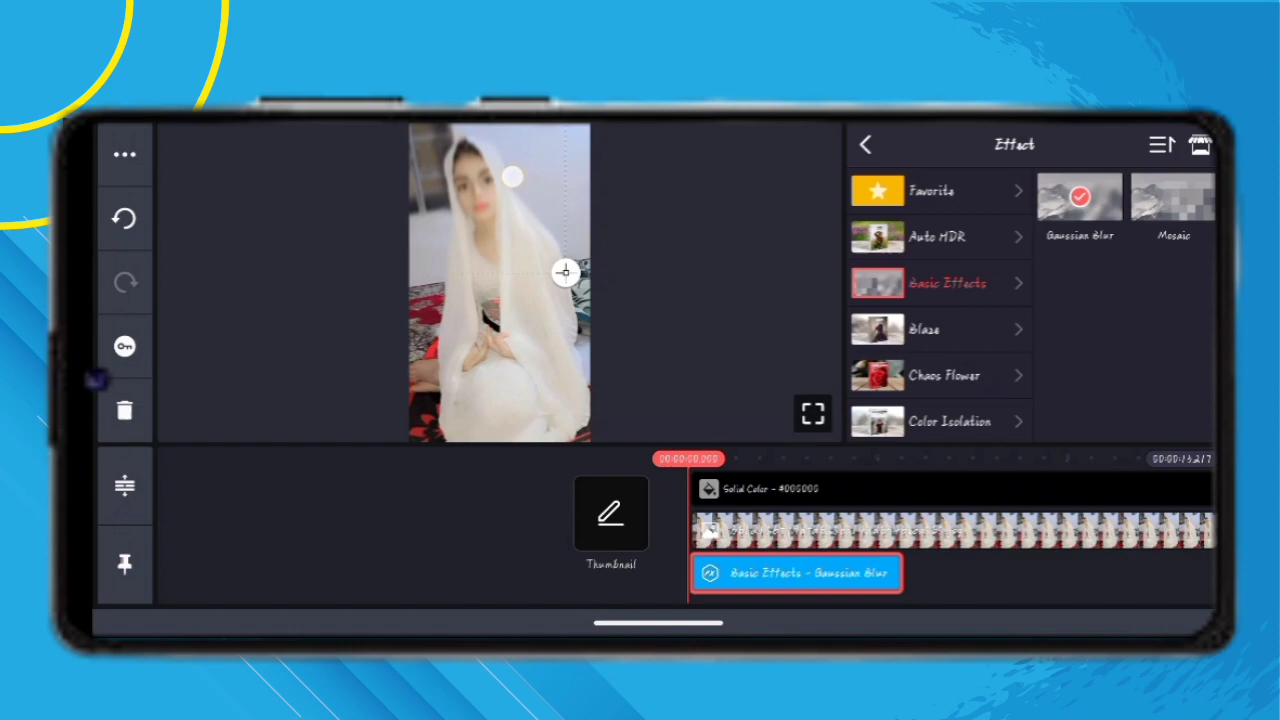 Effect
Favorite
Auto HDR
Basic Effects
Blaze
Chaos Flower
Color Isolation
Gaussian Blur
Mosaic
00:00:00.000
Solid Color - #000000
Thumbnail
Basic Effects - Gaussian Blur